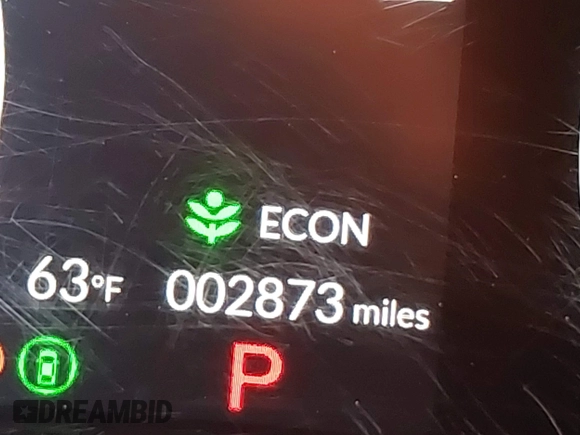 ECON
63°F 002873 miles
P
DREAMBID